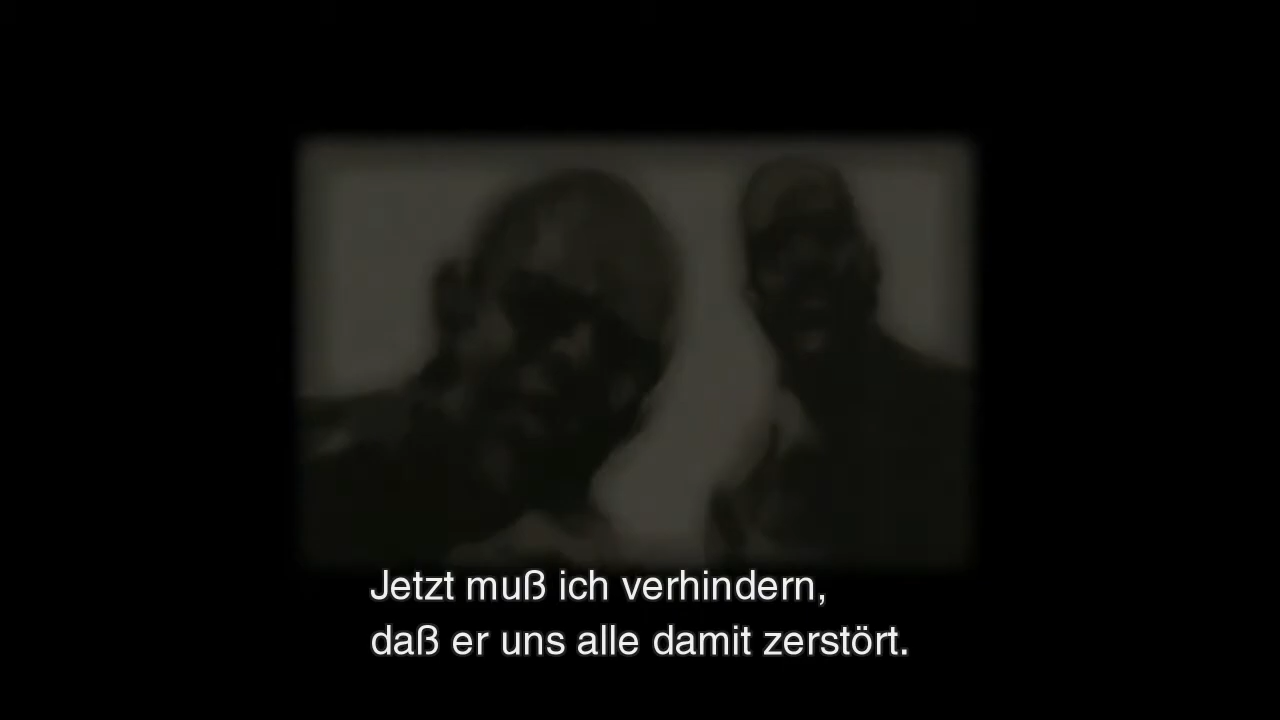 Jetzt muß ich verhindern,
daß er uns alle damit zerstört.